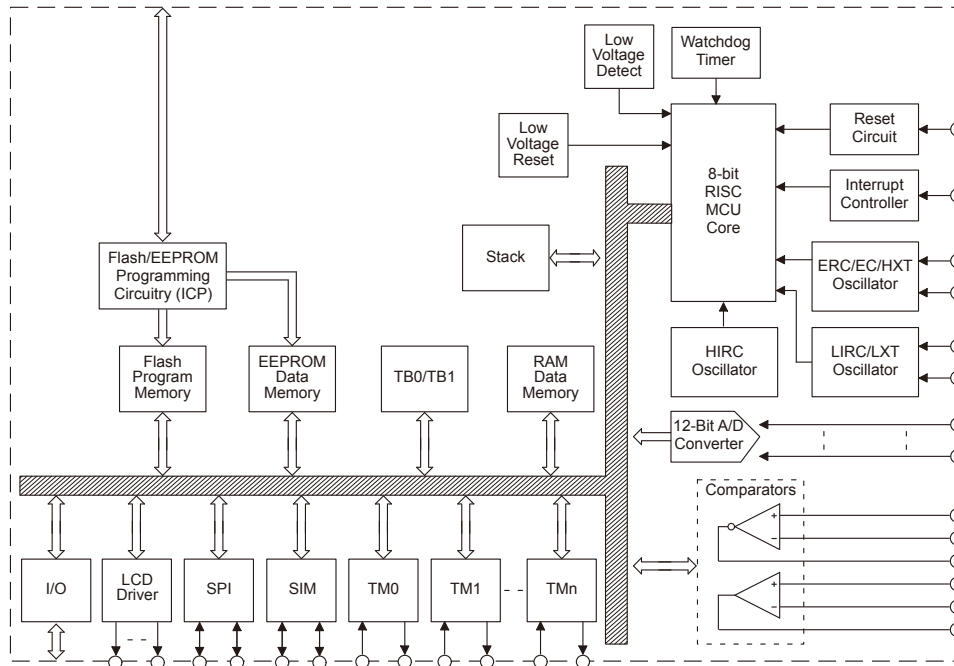 Low
Voltage
Detect
Watchdog
Timer
Low
Voltage
Reset
8-bit
RISC
MCU
Core
Reset
Circuit
Interrupt
Controller
Stack
Flash/EEPROM
Programming
Circuitry (ICP)
ERC/EC/HXT
Oscillator
HIRC
Oscillator
LIRC/LXT
Oscillator
Flash
Program
Memory
EEPROM
Data
Memory
TB0/TB1
RAM
Data
Memory
12-Bit A/D
Converter
Comparators
+
−
+
−
I/O
LCD
Driver
SPI
SIM
TM0
TM1
TMn